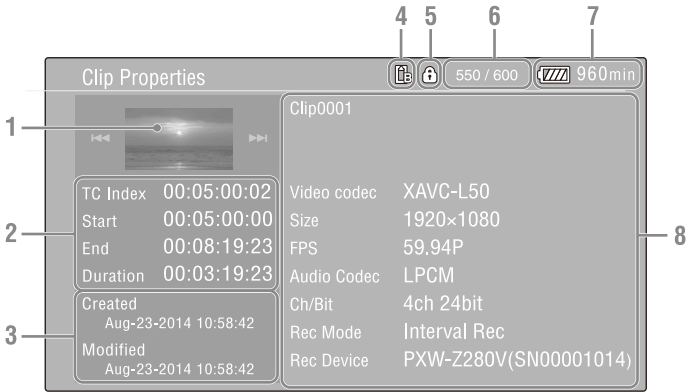 4 5 6 7
Clip Properties B 550 / 600 960min
1
Clip0001
2
TC Index 00:05:00:02
Start 00:05:00:00
End 00:08:19:23
Duration 00:03:19:23
3
Created
Aug-23-2014 10:58:42
Modified
Aug-23-2014 10:58:42
Video codec XAVC-L50
Size 1920×1080
FPS 59.94P
Audio Codec LPCM
Ch/Bit 4ch 24bit
Rec Mode Interval Rec
Rec Device PXW-Z280V(SN00001014)
8